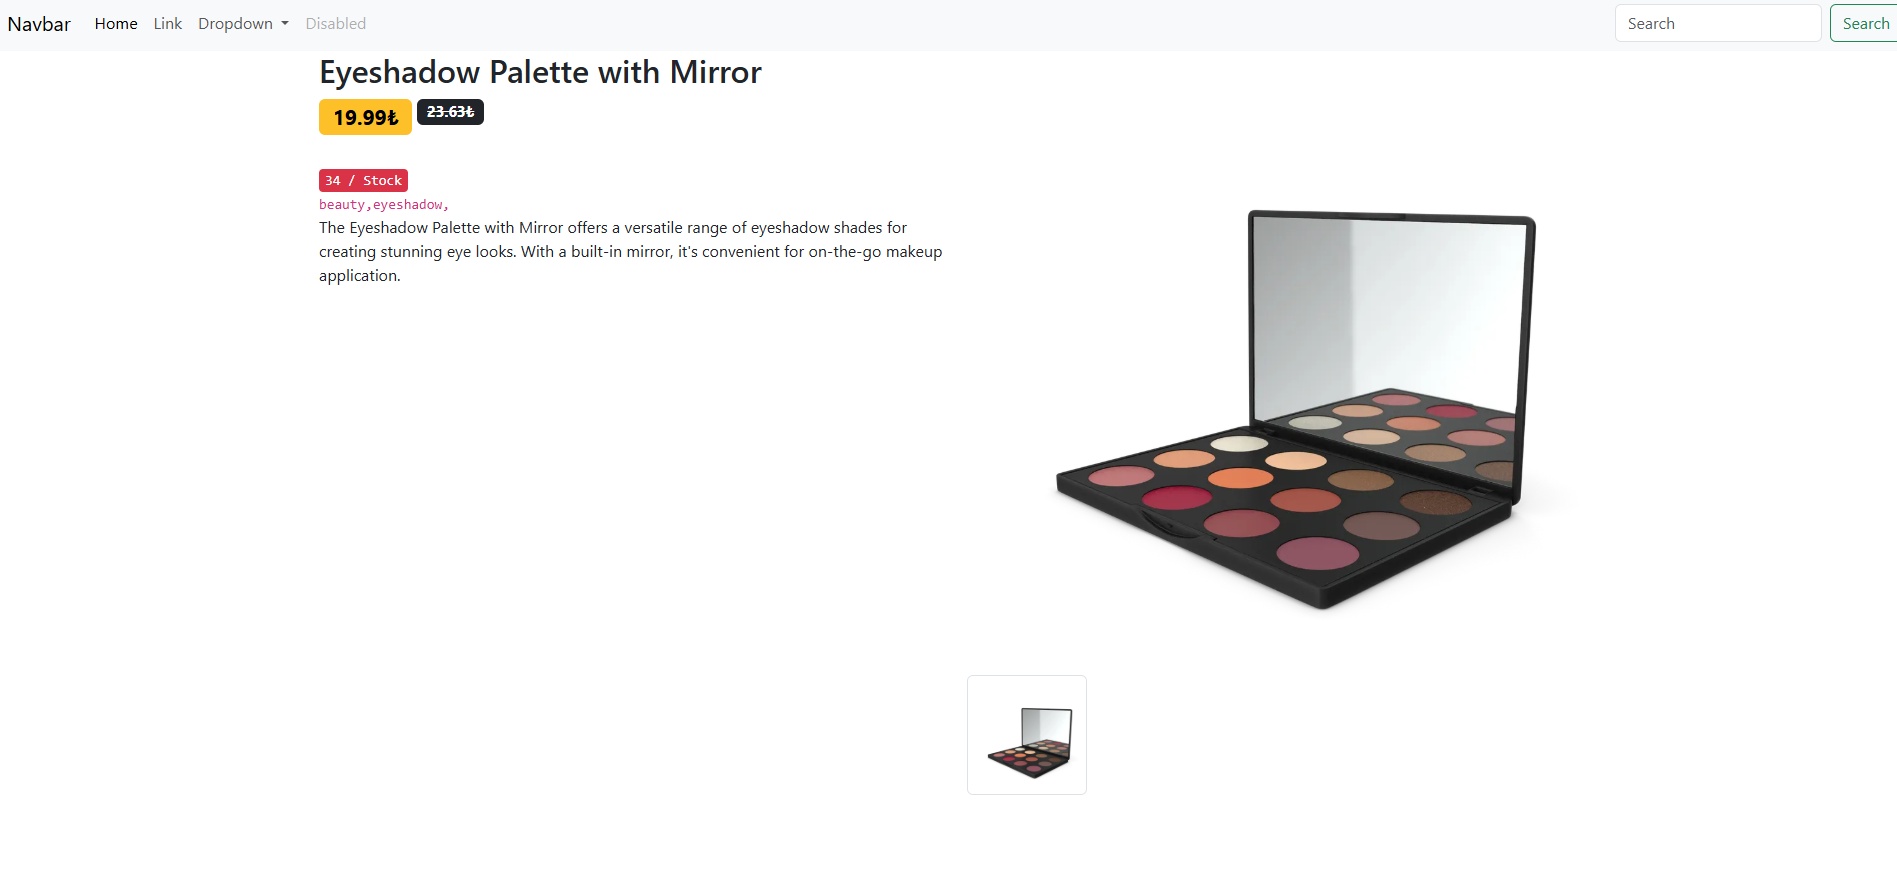 Navbar Home Link Dropdown Disabled Search Search
Eyeshadow Palette with Mirror
19.99₺ 23.63₺
34 / Stock
beauty,eyeshadow,
The Eyeshadow Palette with Mirror offers a versatile range of eyeshadow shades for
creating stunning eye looks. With a built-in mirror, it's convenient for on-the-go makeup
application.